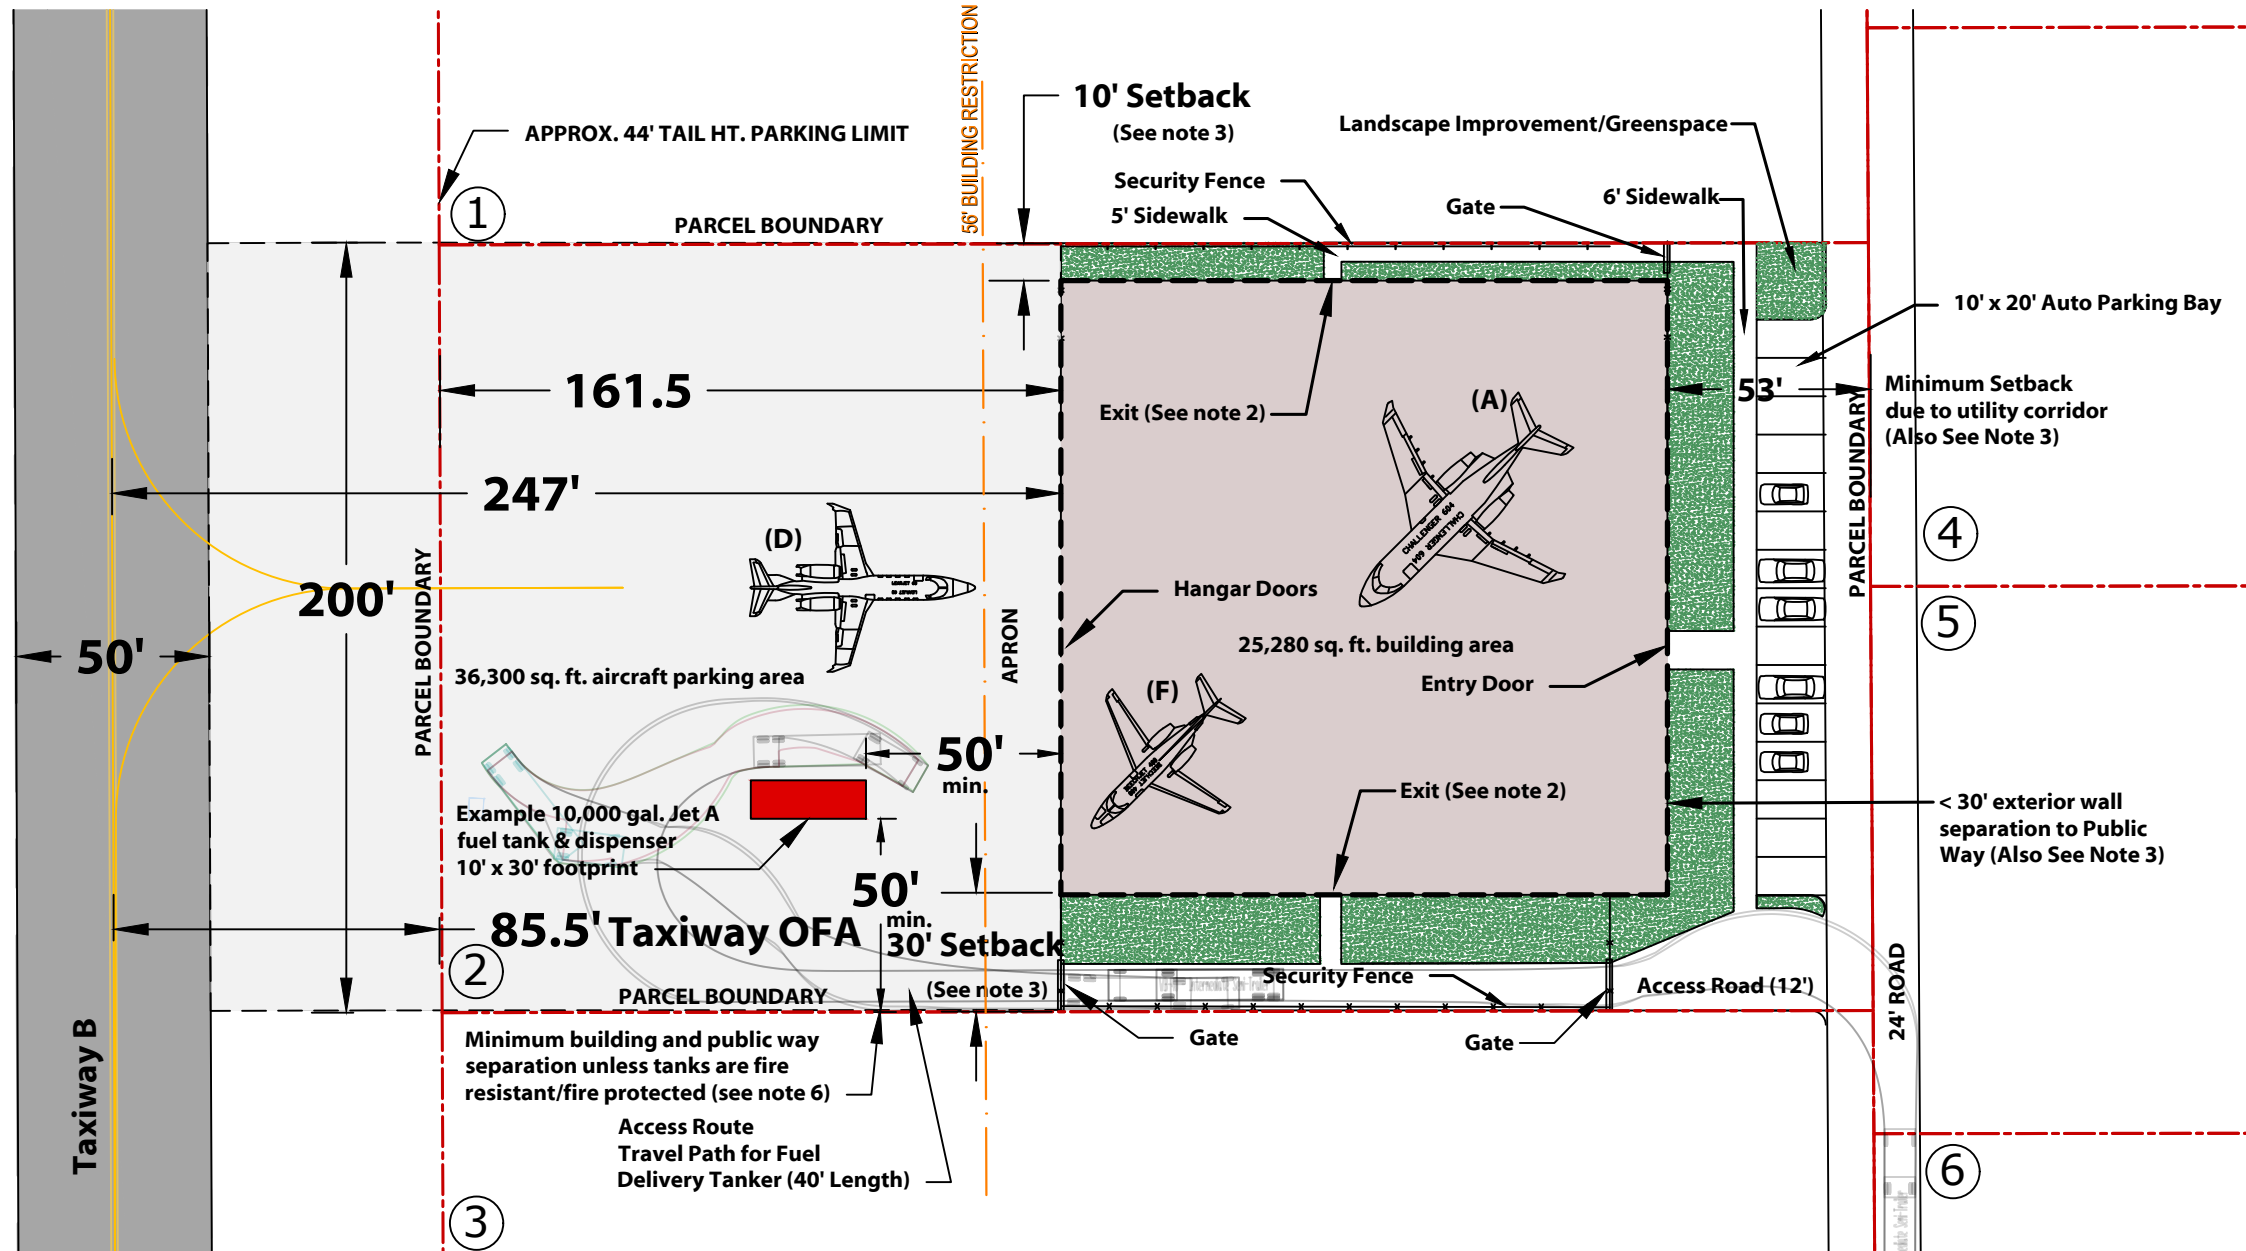 56' BUILDING RESTRICTION
10' Setback
(See note 3)
APPROX. 44' TAIL HT. PARKING LIMIT
Landscape Improvement/Greenspace
Security Fence
5' Sidewalk
Gate
6' Sidewalk
1
PARCEL BOUNDARY
10' x 20' Auto Parking Bay
161.5
53'
Minimum Setback
due to utility corridor
(Also See Note 3)
Exit (See note 2)
(A)
CHALLENGER 604
CHALLENGER 604
PARCEL BOUNDARY
247'
(D)
4
200'
Hangar Doors
PARCEL BOUNDARY
APRON
5
50'
25,280 sq. ft. building area
36,300 sq. ft. aircraft parking area
Entry Door
(F)
50'
min.
Exit (See note 2)
< 30' exterior wall
separation to Public
Way (Also See Note 3)
Example 10,000 gal. Jet A
fuel tank & dispenser
10' x 30' footprint
50'
min.
85.5' Taxiway OFA
30' Setback
(See note 3)
2
PARCEL BOUNDARY
Security Fence
Access Road (12')
24' ROAD
Taxiway B
Minimum building and public way
separation unless tanks are fire
resistant/fire protected (see note 6)
Gate
Gate
Access Route
Travel Path for Fuel
Delivery Tanker (40' Length)
3
6